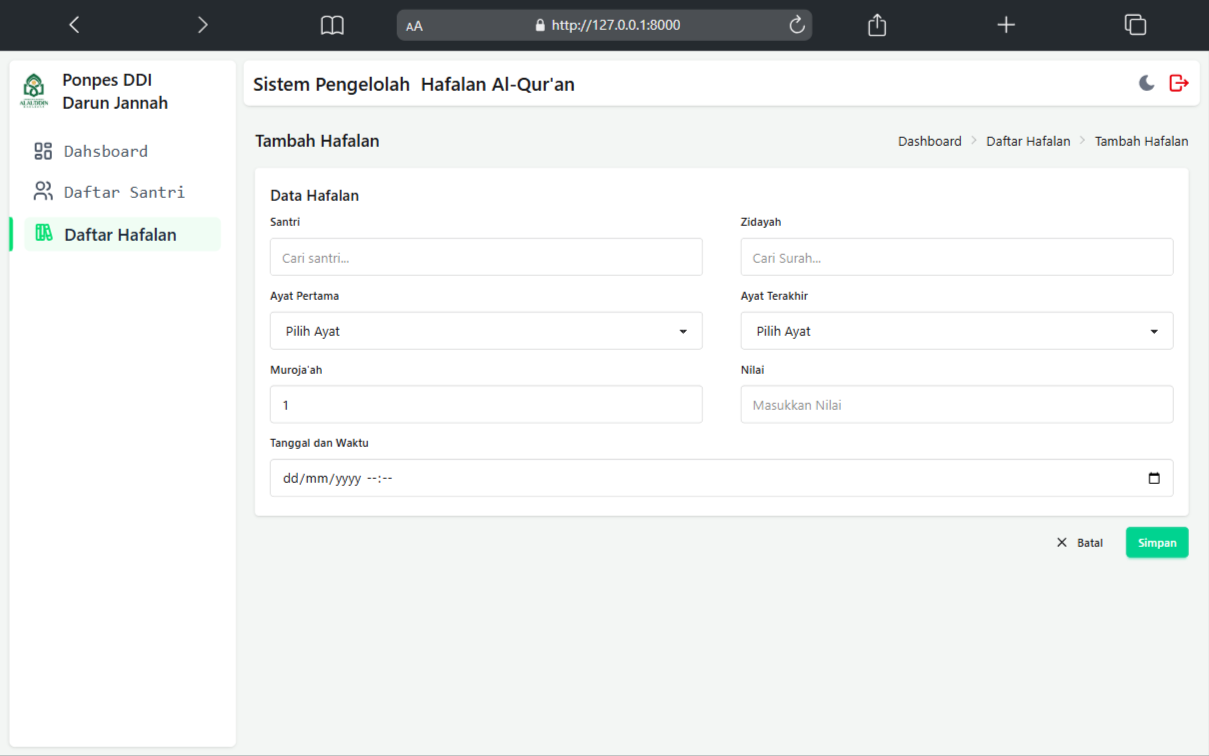 AA
http://127.0.0.1:8000
Ponpes DDI
Darun Jannah
Dahsboard
Daftar Santri
Daftar Hafalan
Sistem Pengelolah Hafalan Al-Qur'an
Tambah Hafalan
Dashboard
Daftar Hafalan
Tambah Hafalan
Data Hafalan
Santri
Zidayah
Cari santri...
Cari Surah...
Ayat Pertama
Ayat Terakhir
Pilih Ayat
Pilih Ayat
Muroja'ah
Nilai
1
Masukkan Nilai
Tanggal dan Waktu
dd/mm/yyyy --:--
Batal
Simpan